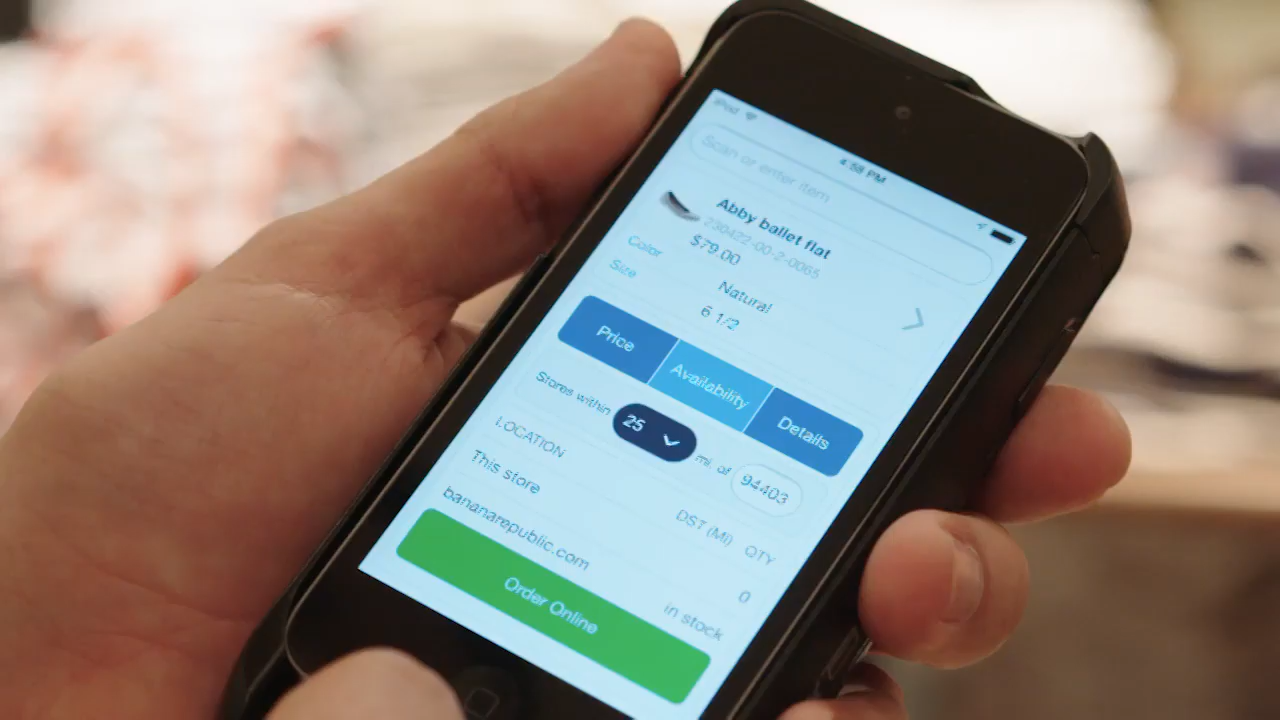 iPod
4:58 PM
Scan or enter item
Abby ballet flat
230422-00-2-0065
$79.00
Color Natural
Size 6 1/2
Price Availability Details
Stores within 25 mi. of 94403
LOCATION DST (MI) QTY
This store 0
bananarepublic.com in stock
Order Online